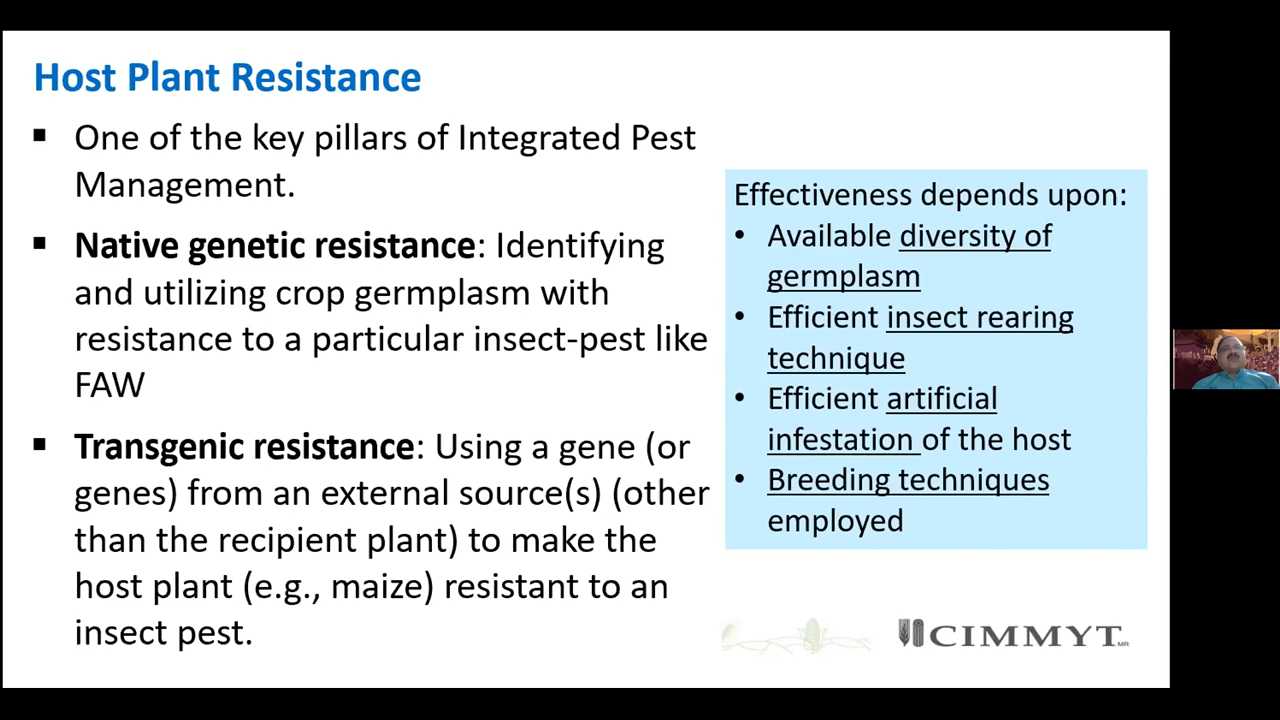 Host Plant Resistance
▪ One of the key pillars of Integrated Pest
Management.
▪ Native genetic resistance: Identifying
and utilizing crop germplasm with
resistance to a particular insect-pest like
FAW
▪ Transgenic resistance: Using a gene (or
genes) from an external source(s) (other
than the recipient plant) to make the
host plant (e.g., maize) resistant to an
insect pest.
Effectiveness depends upon:
• Available diversity of
germplasm
• Efficient insect rearing
technique
• Efficient artificial
infestation of the host
• Breeding techniques
employed
CIMMYT MR